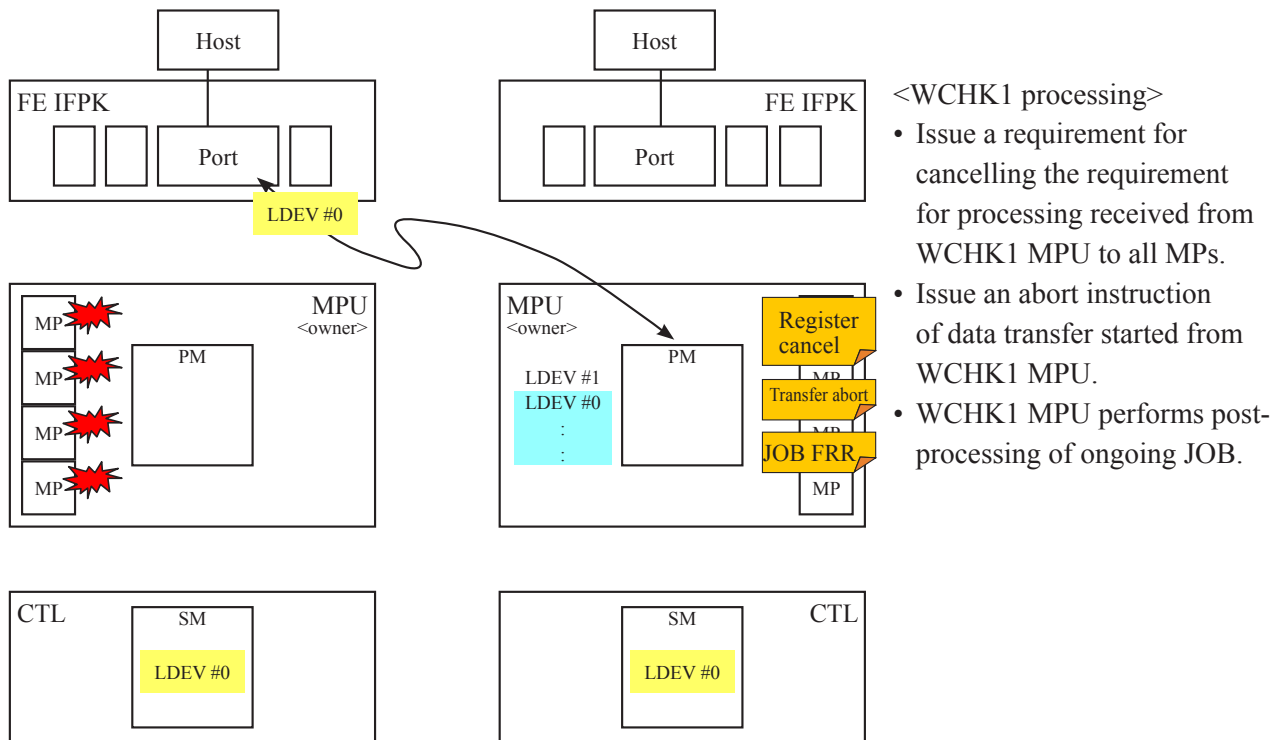 Host
Host
FE IFPK
Port
LDEV #0
FE IFPK
Port
<WCHK1 processing>
• Issue a requirement for
cancelling the requirement
for processing received from
WCHK1 MPU to all MPs.
• Issue an abort instruction
of data transfer started from
WCHK1 MPU.
• WCHK1 MPU performs post-
processing of ongoing JOB.
MPU
<owner>
MP
MP
MP
MP
PM
MPU
<owner>
LDEV #1
LDEV #0
:
:
PM
Register
cancel
MP
Transfer abort
MP
JOB FRR
MP
CTL
SM
LDEV #0
CTL
SM
LDEV #0